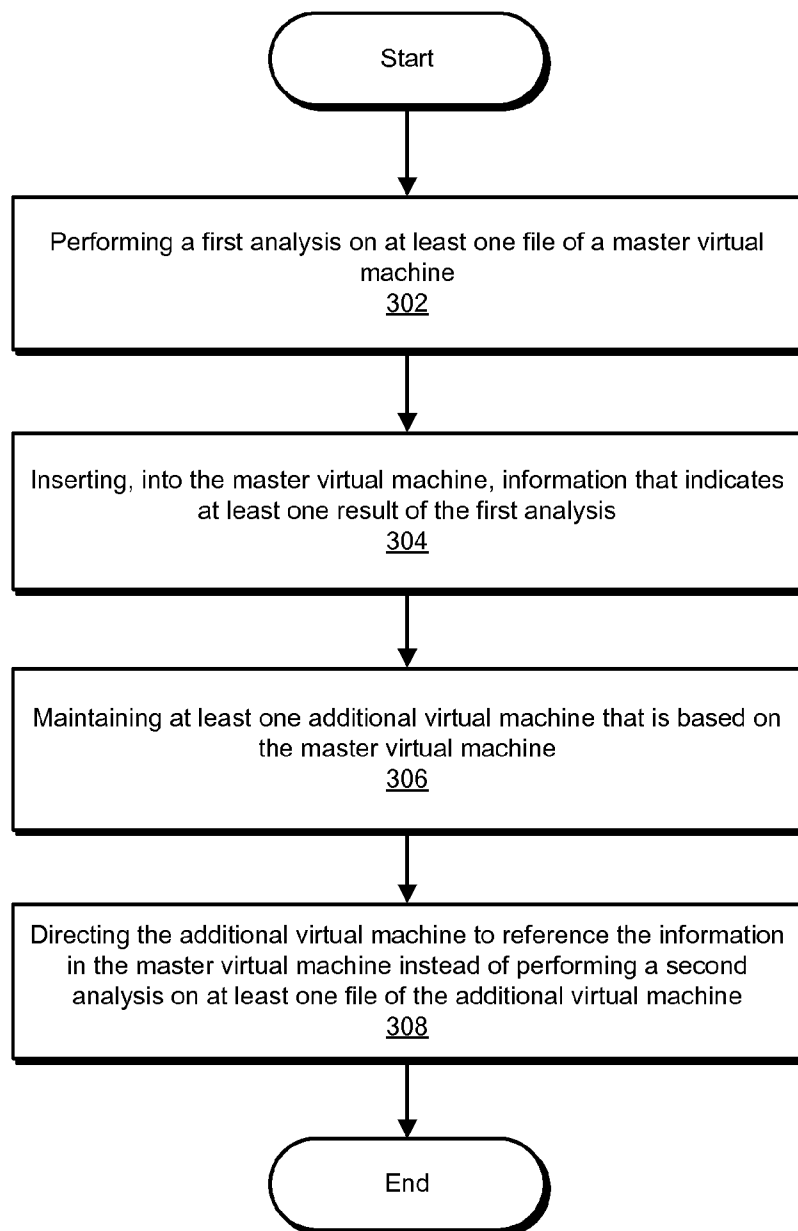 Start
Performing a first analysis on at least one file of a master virtual
machine
302
Inserting, into the master virtual machine, information that indicates
at least one result of the first analysis
304
Maintaining at least one additional virtual machine that is based on
the master virtual machine
306
Directing the additional virtual machine to reference the information
in the master virtual machine instead of performing a second
analysis on at least one file of the additional virtual machine
308
End